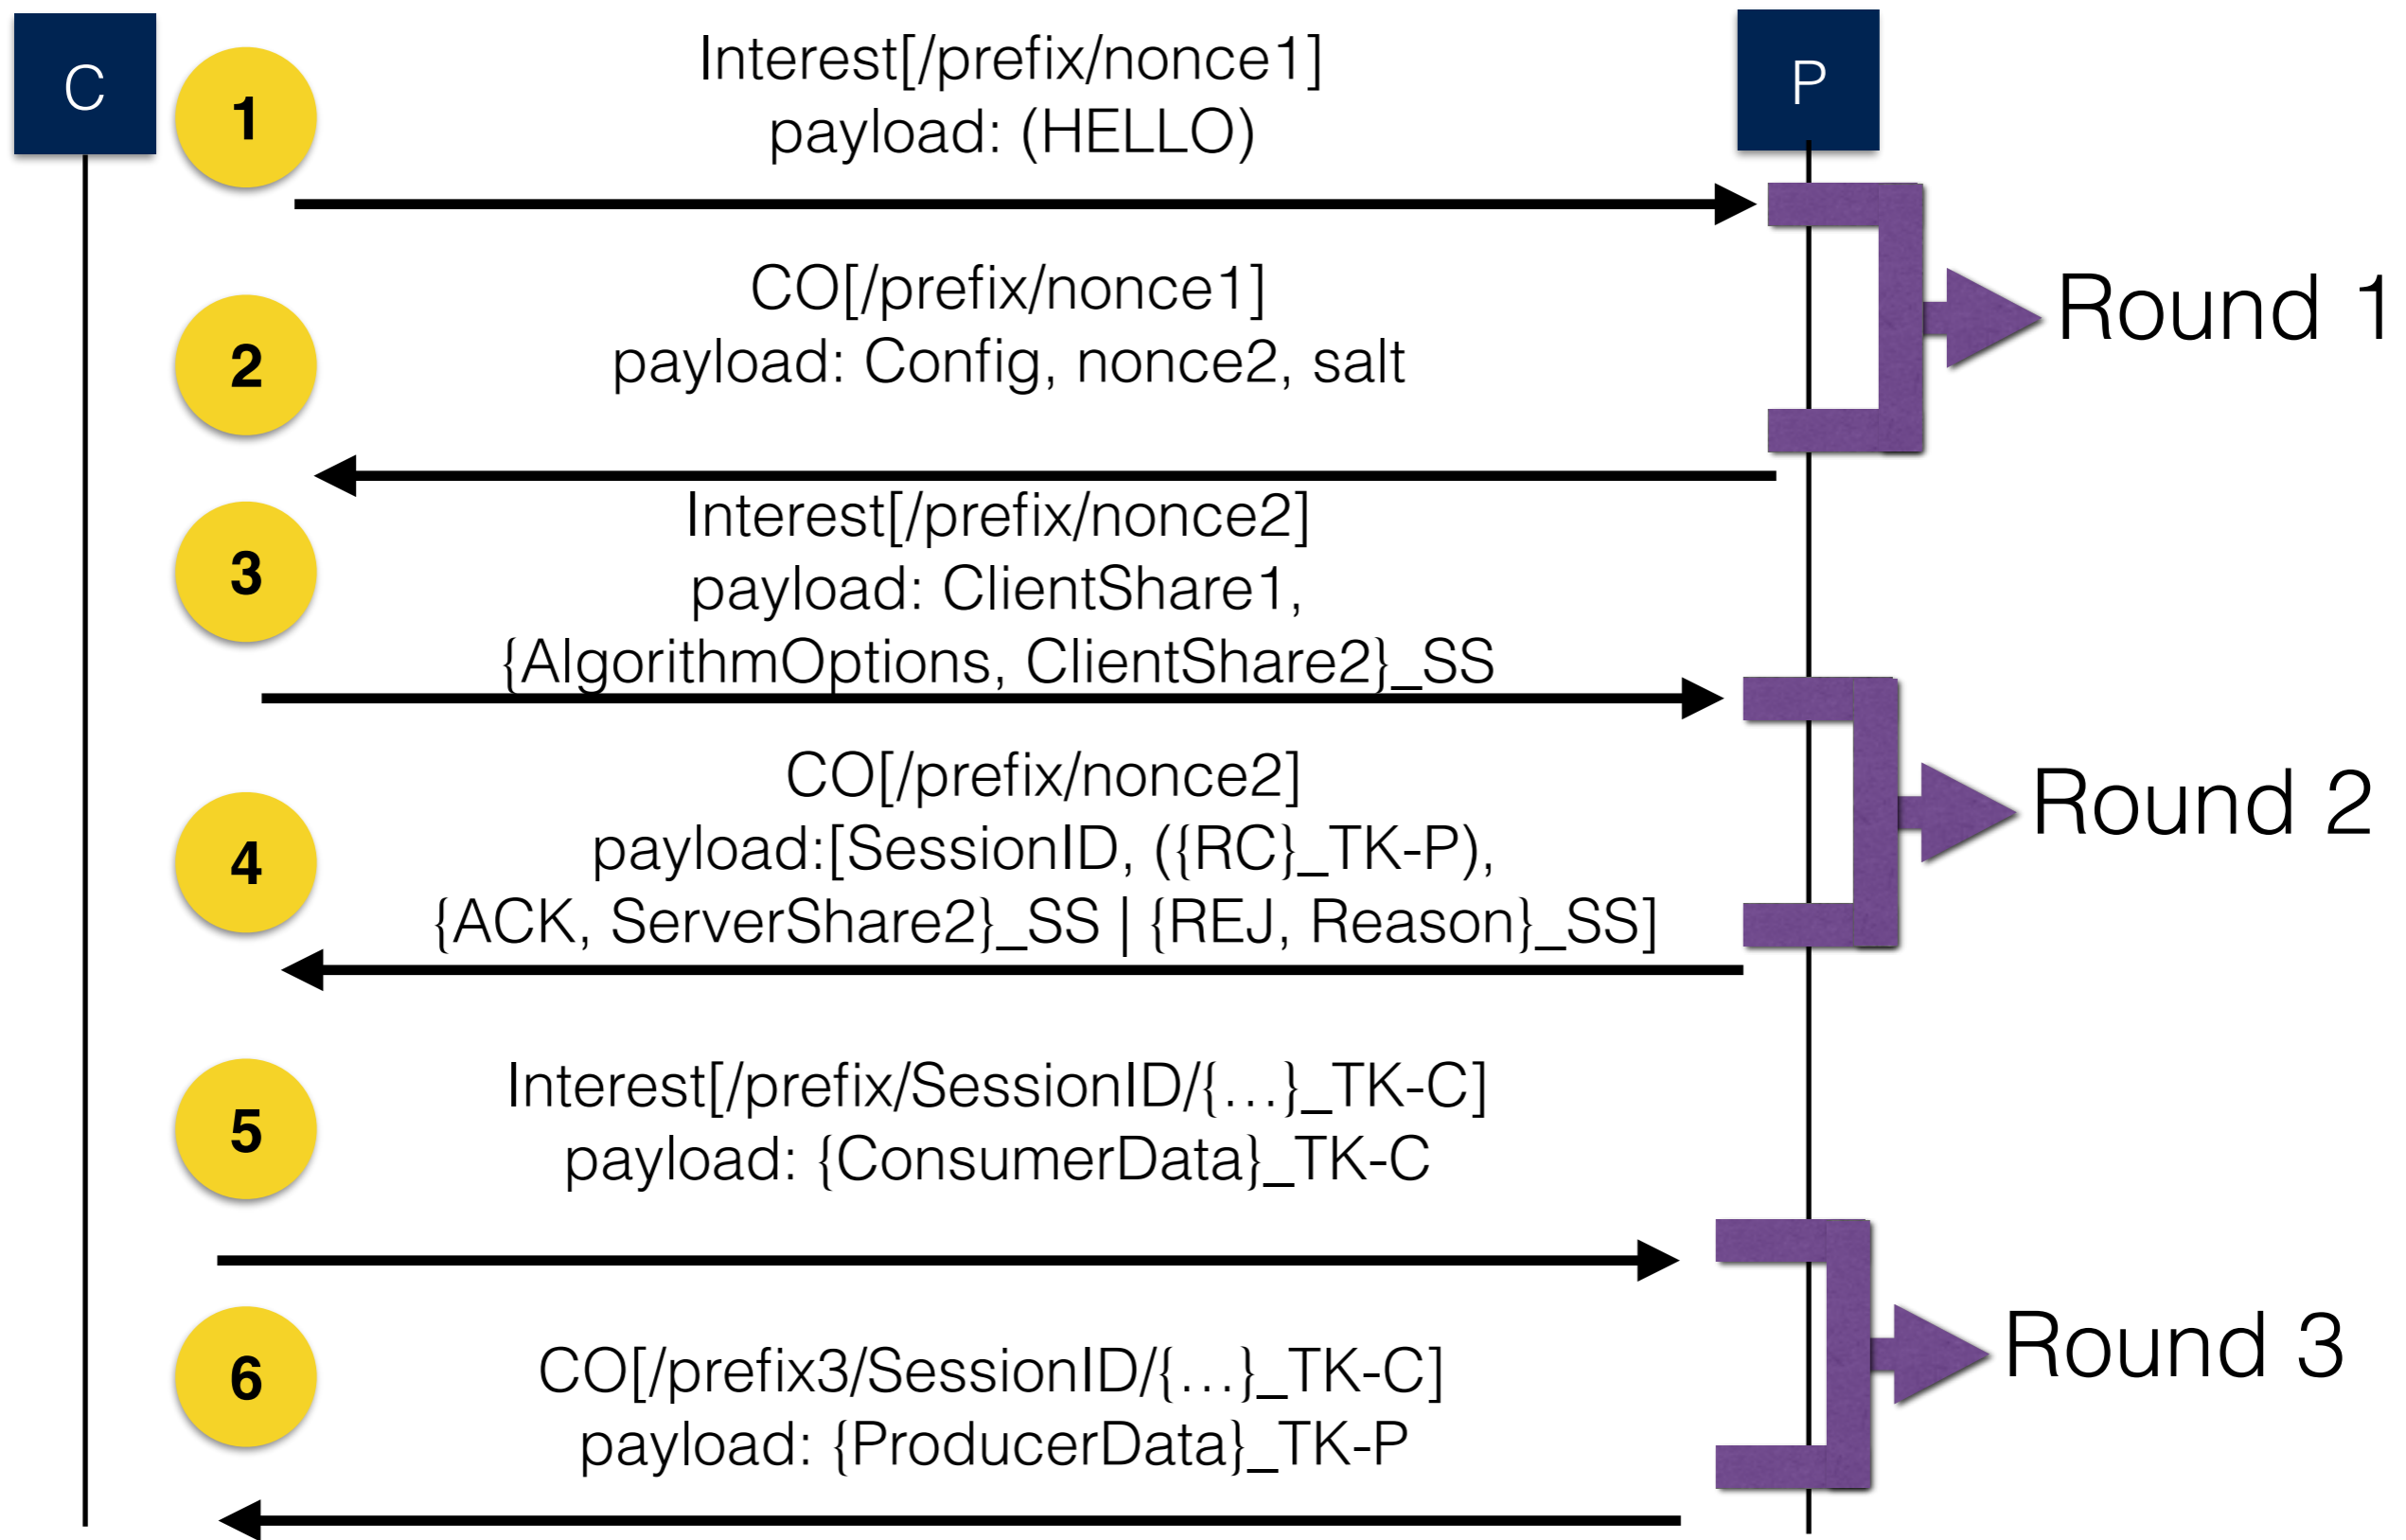 C
P
1
Interest[/prefix/nonce1]
payload: (HELLO)
2
CO[/prefix/nonce1]
payload: Config, nonce2, salt
Round 1
3
Interest[/prefix/nonce2]
payload: ClientShare1,
{AlgorithmOptions, ClientShare2}_SS
4
CO[/prefix/nonce2]
payload:[SessionID, ({RC}_TK-P),
{ACK, ServerShare2}_SS | {REJ, Reason}_SS]
Round 2
5
Interest[/prefix/SessionID/{…}_TK-C]
payload: {ConsumerData}_TK-C
6
CO[/prefix3/SessionID/{…}_TK-C]
payload: {ProducerData}_TK-P
Round 3